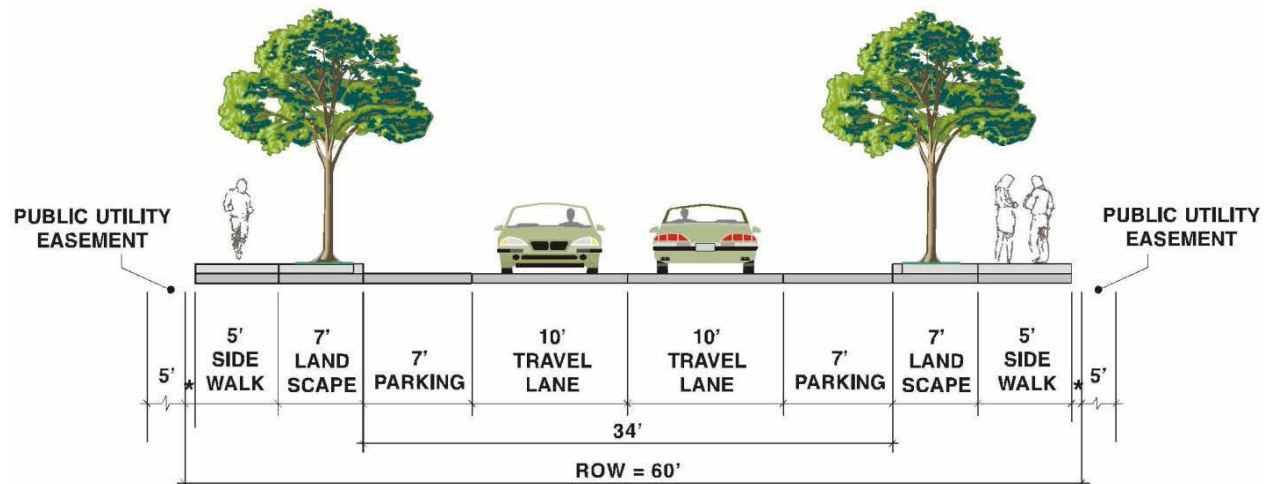 PUBLIC UTILITY
EASEMENT
PUBLIC UTILITY
EASEMENT
5'
*
5'
SIDE
WALK
7'
LAND
SCAPE
7'
PARKING
10'
TRAVEL
LANE
10'
TRAVEL
LANE
7'
PARKING
7'
LAND
SCAPE
5'
SIDE
WALK
*
5'
34'
ROW = 60'